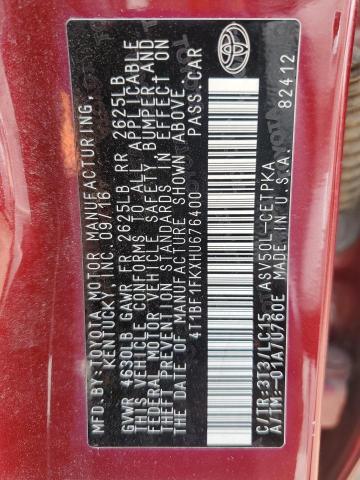 MFD.BY:TOYOTA MOTOR MANUFACTURING,
KENTUCKY, INC. 09/16
GVWR 4630LB GAWR FR 2625LB RR 2625LB
THIS VEHICLE CONFORMS TO ALL APPLICABLE
FEDERAL MOTOR VEHICLE SAFETY, BUMPER, AND
THEFT PREVENTION STANDARDS IN EFFECT ON
THE DATE OF MANUFACTURE SHOWN ABOVE.
4T1BF1FKXHU676400 PASS.CAR
C/TR:3T3/LC15 ASV50L-CETPKA
A/TM:-01A/U760E MADE IN U.S.A.
82412